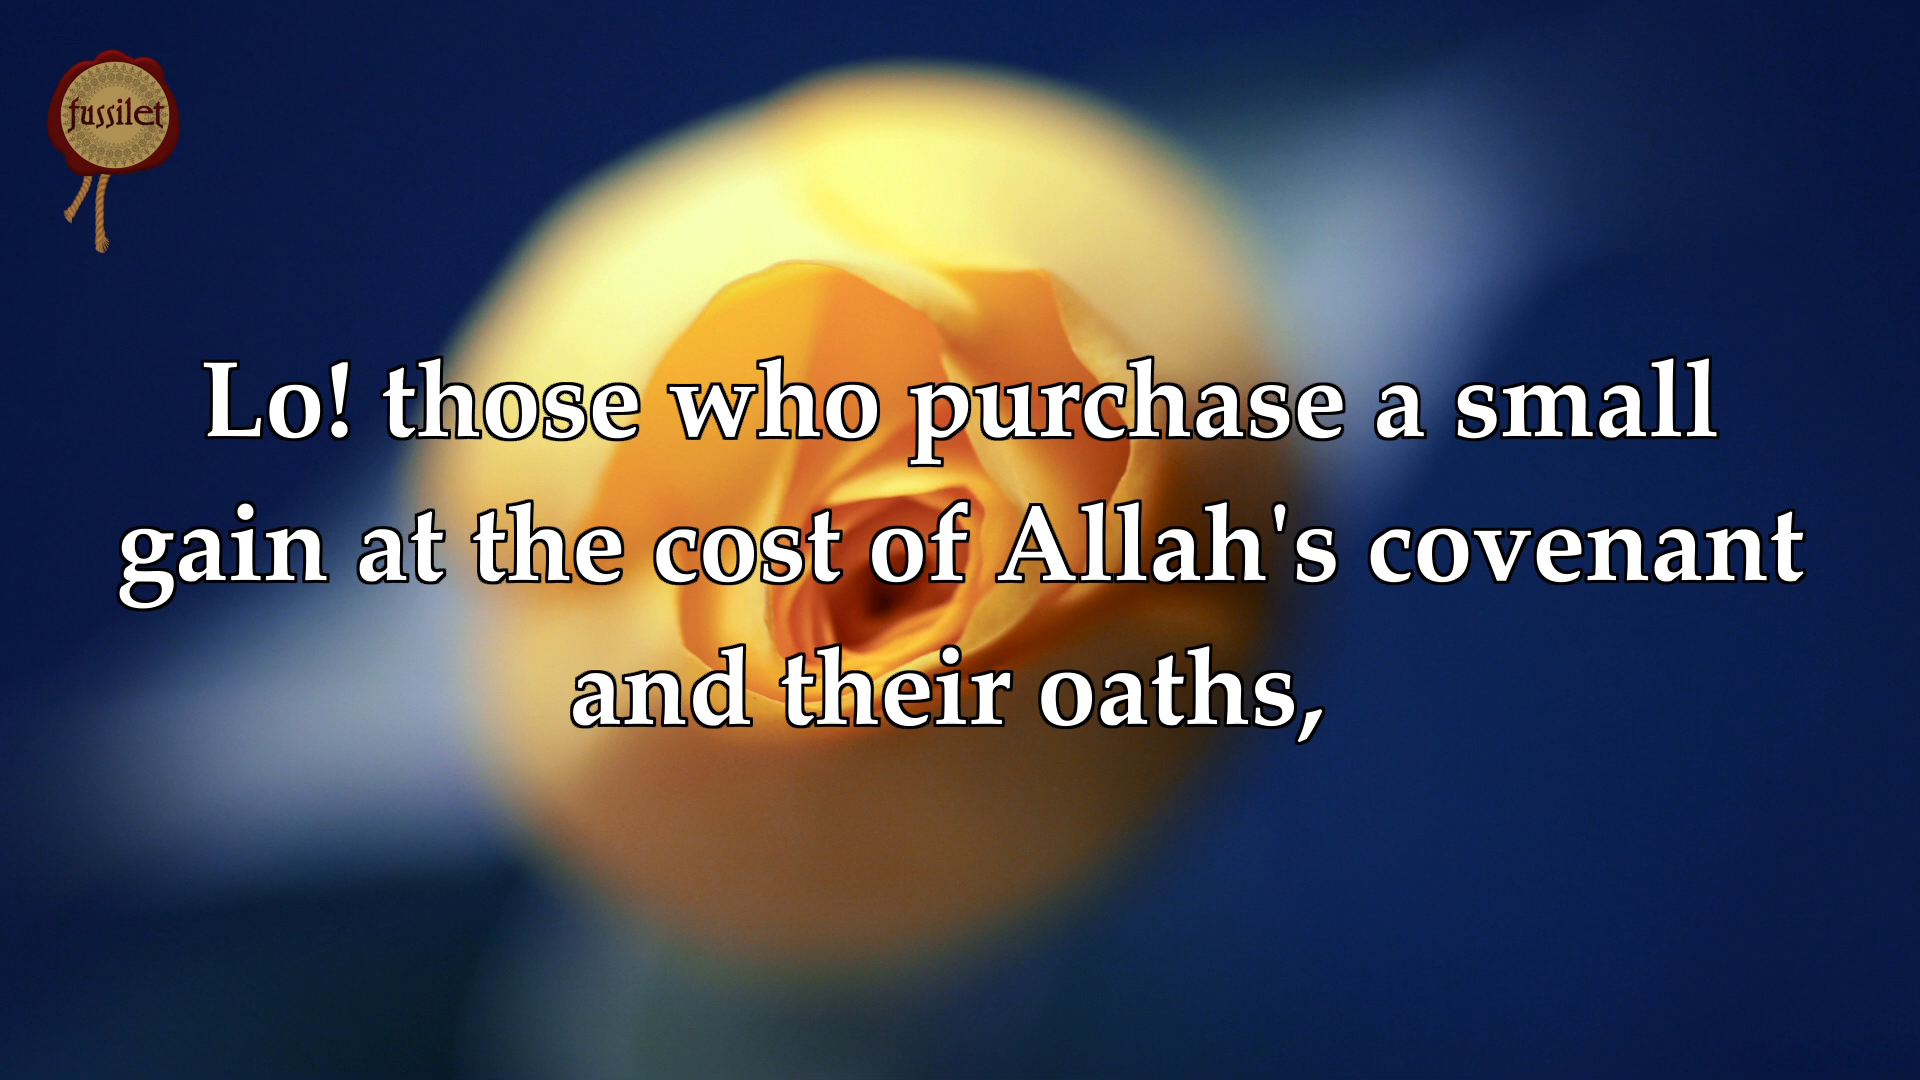 fussilet
Lo! those who purchase a small
gain at the cost of Allah's covenant
and their oaths,